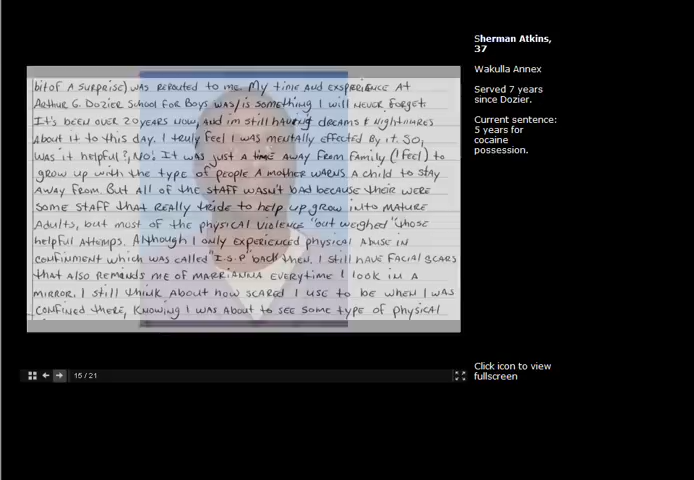 Sherman Atkins,
37
Wakulla Annex
Served 7 years
since Dozier.
Current sentence:
5 years for
cocaine
possession.
bit of A surprise) was rerouted to me. My time and exsperience at
Arthur G. Dozier School for Boys was/is something I will never forget
It's been over 20 years now, and im still having dreams & nightmares
about it to this day. I truly feel I was mentally effected by it. So,
was it helpful?, No! It was just a time away from family (I feel) to
grow up with the type of people a mother warns a child to stay
away from. But all of the staff wasn't bad because their were
some staff that really tride to help up grow into mature
Adults, but most of the physical violence "out weighed" those
helpful attemps. Although I only experienced physical abuse in
confinment which was called "I.S.P" back then. I still have facial scars
that also reminds me of Marrianna everytime I look in a
mirror. I still think about how scared I use to be when I was
confined there, knowing I was about to see some type of physical
15 / 21
Click icon to view
fullscreen